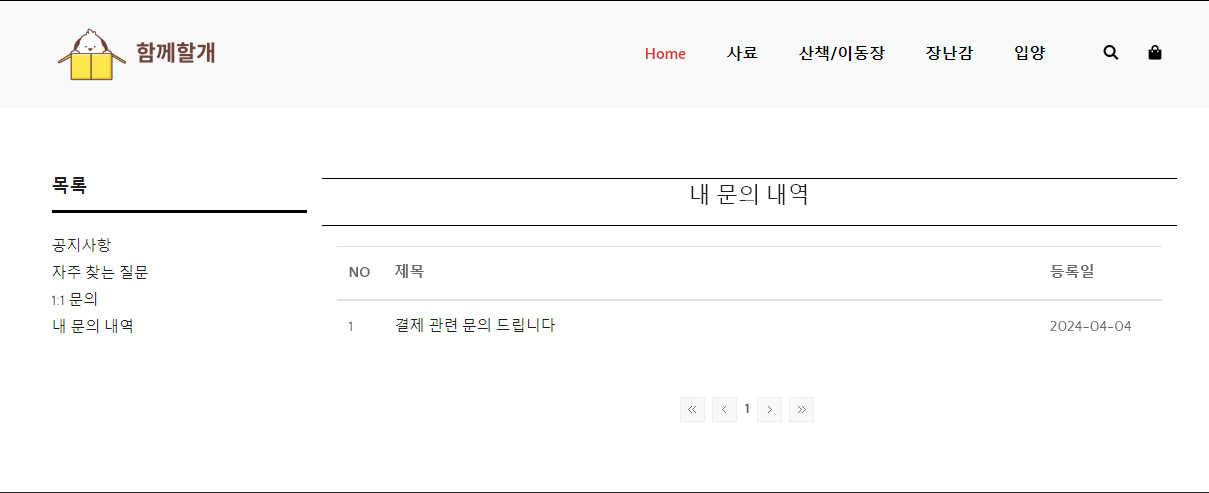 함께할개
Home 사료 산책/이동장 장난감 입양
목록
공지사항
자주 찾는 질문
1:1 문의
내 문의 내역
내 문의 내역
NO 제목 등록일
1 결제 관련 문의 드립니다 2024-04-04
« ‹ 1 › »